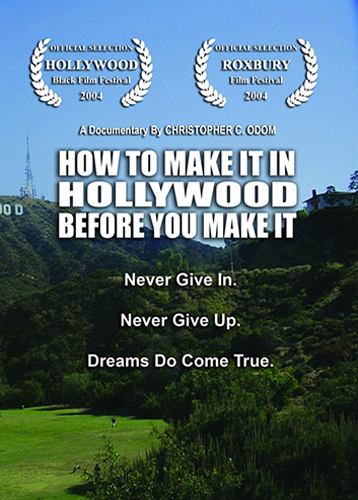 OFFICIAL SELECTION
HOLLYWOOD
Black Film Festival
2004
OFFICIAL SELECTION
ROXBURY
Film Festival
2004
A Documentary By CHRISTOPHER C. ODOM
HOW TO MAKE IT IN
HOLLYWOOD
BEFORE YOU MAKE IT
OD
Never Give In.
Never Give Up.
Dreams Do Come True.